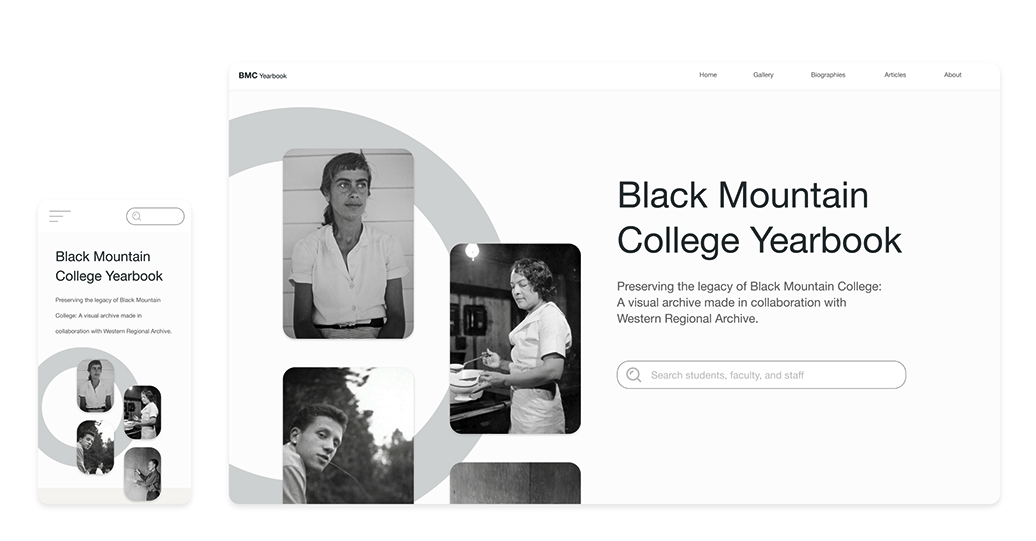 BMC Yearbook
Home Gallery Biographies Articles About
Black Mountain
College Yearbook
Preserving the legacy of Black Mountain College:
A visual archive made in collaboration with
Western Regional Archive.
Search students, faculty, and staff
Black Mountain
College Yearbook
Preserving the legacy of Black Mountain
College: A visual archive made in
collaboration with Western Regional Archive.